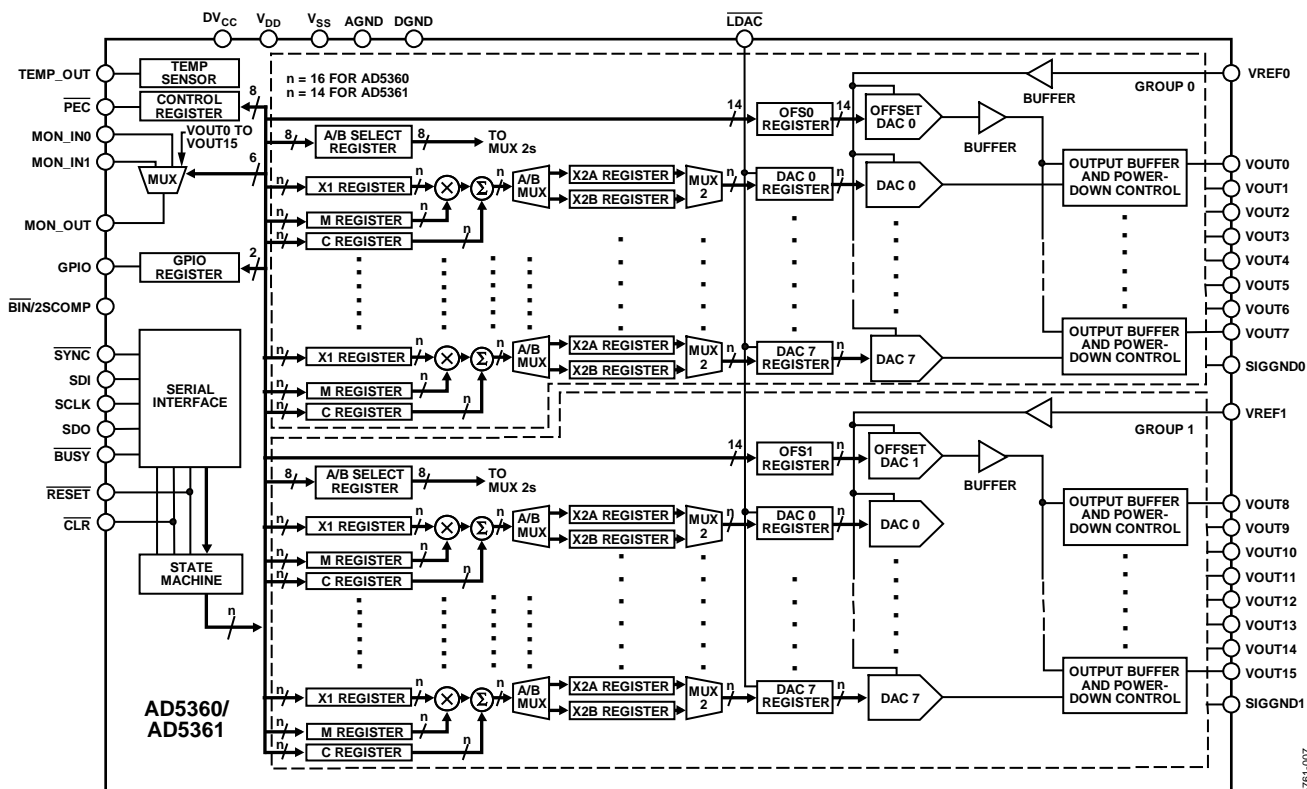 DVCC
VDD
VSS
AGND
DGND
LDAC
TEMP_OUT
TEMP
SENSOR
PEC
CONTROL
REGISTER
8
MON_IN0
VOUT0 TO
VOUT15
MON_IN1
MUX
6
MON_OUT
GPIO
GPIO
REGISTER
2
BIN/2SCOMP
SYNC
SDI
SCLK
SDO
BUSY
SERIAL
INTERFACE
RESET
CLR
STATE
MACHINE
n
AD5360/
AD5361
n = 16 FOR AD5360
n = 14 FOR AD5361
8
A/B SELECT
REGISTER
8
TO
MUX 2s
14
OFS0
REGISTER
14
OFFSET
DAC 0
BUFFER
BUFFER
GROUP 0
VREF0
n
X1 REGISTER
n
n
A/B
MUX
X2A REGISTER
X2B REGISTER
MUX
2
n
DAC 0
REGISTER
n
DAC 0
OUTPUT BUFFER
AND POWER-
DOWN CONTROL
n
M REGISTER
n
n
C REGISTER
n
VOUT0
VOUT1
VOUT2
VOUT3
VOUT4
VOUT5
VOUT6
VOUT7
SIGGND0
n
X1 REGISTER
n
Σ
n
A/B
MUX
X2A REGISTER
X2B REGISTER
MUX
2
n
DAC 7
REGISTER
n
DAC 7
OUTPUT BUFFER
AND POWER-
DOWN CONTROL
n
M REGISTER
n
n
C REGISTER
n
VREF1
GROUP 1
8
A/B SELECT
REGISTER
8
TO
MUX 2s
14
OFS1
REGISTER
n
OFFSET
DAC 1
BUFFER
n
X1 REGISTER
n
Σ
n
A/B
MUX
X2A REGISTER
X2B REGISTER
MUX
2
n
DAC 0
REGISTER
n
DAC 0
OUTPUT BUFFER
AND POWER-
DOWN CONTROL
n
M REGISTER
n
n
C REGISTER
n
VOUT8
VOUT9
VOUT10
VOUT11
VOUT12
VOUT13
VOUT14
VOUT15
SIGGND1
n
X1 REGISTER
n
Σ
n
A/B
MUX
X2A REGISTER
X2B REGISTER
MUX
2
n
DAC 7
REGISTER
n
DAC 7
OUTPUT BUFFER
AND POWER-
DOWN CONTROL
n
M REGISTER
n
n
C REGISTER
n